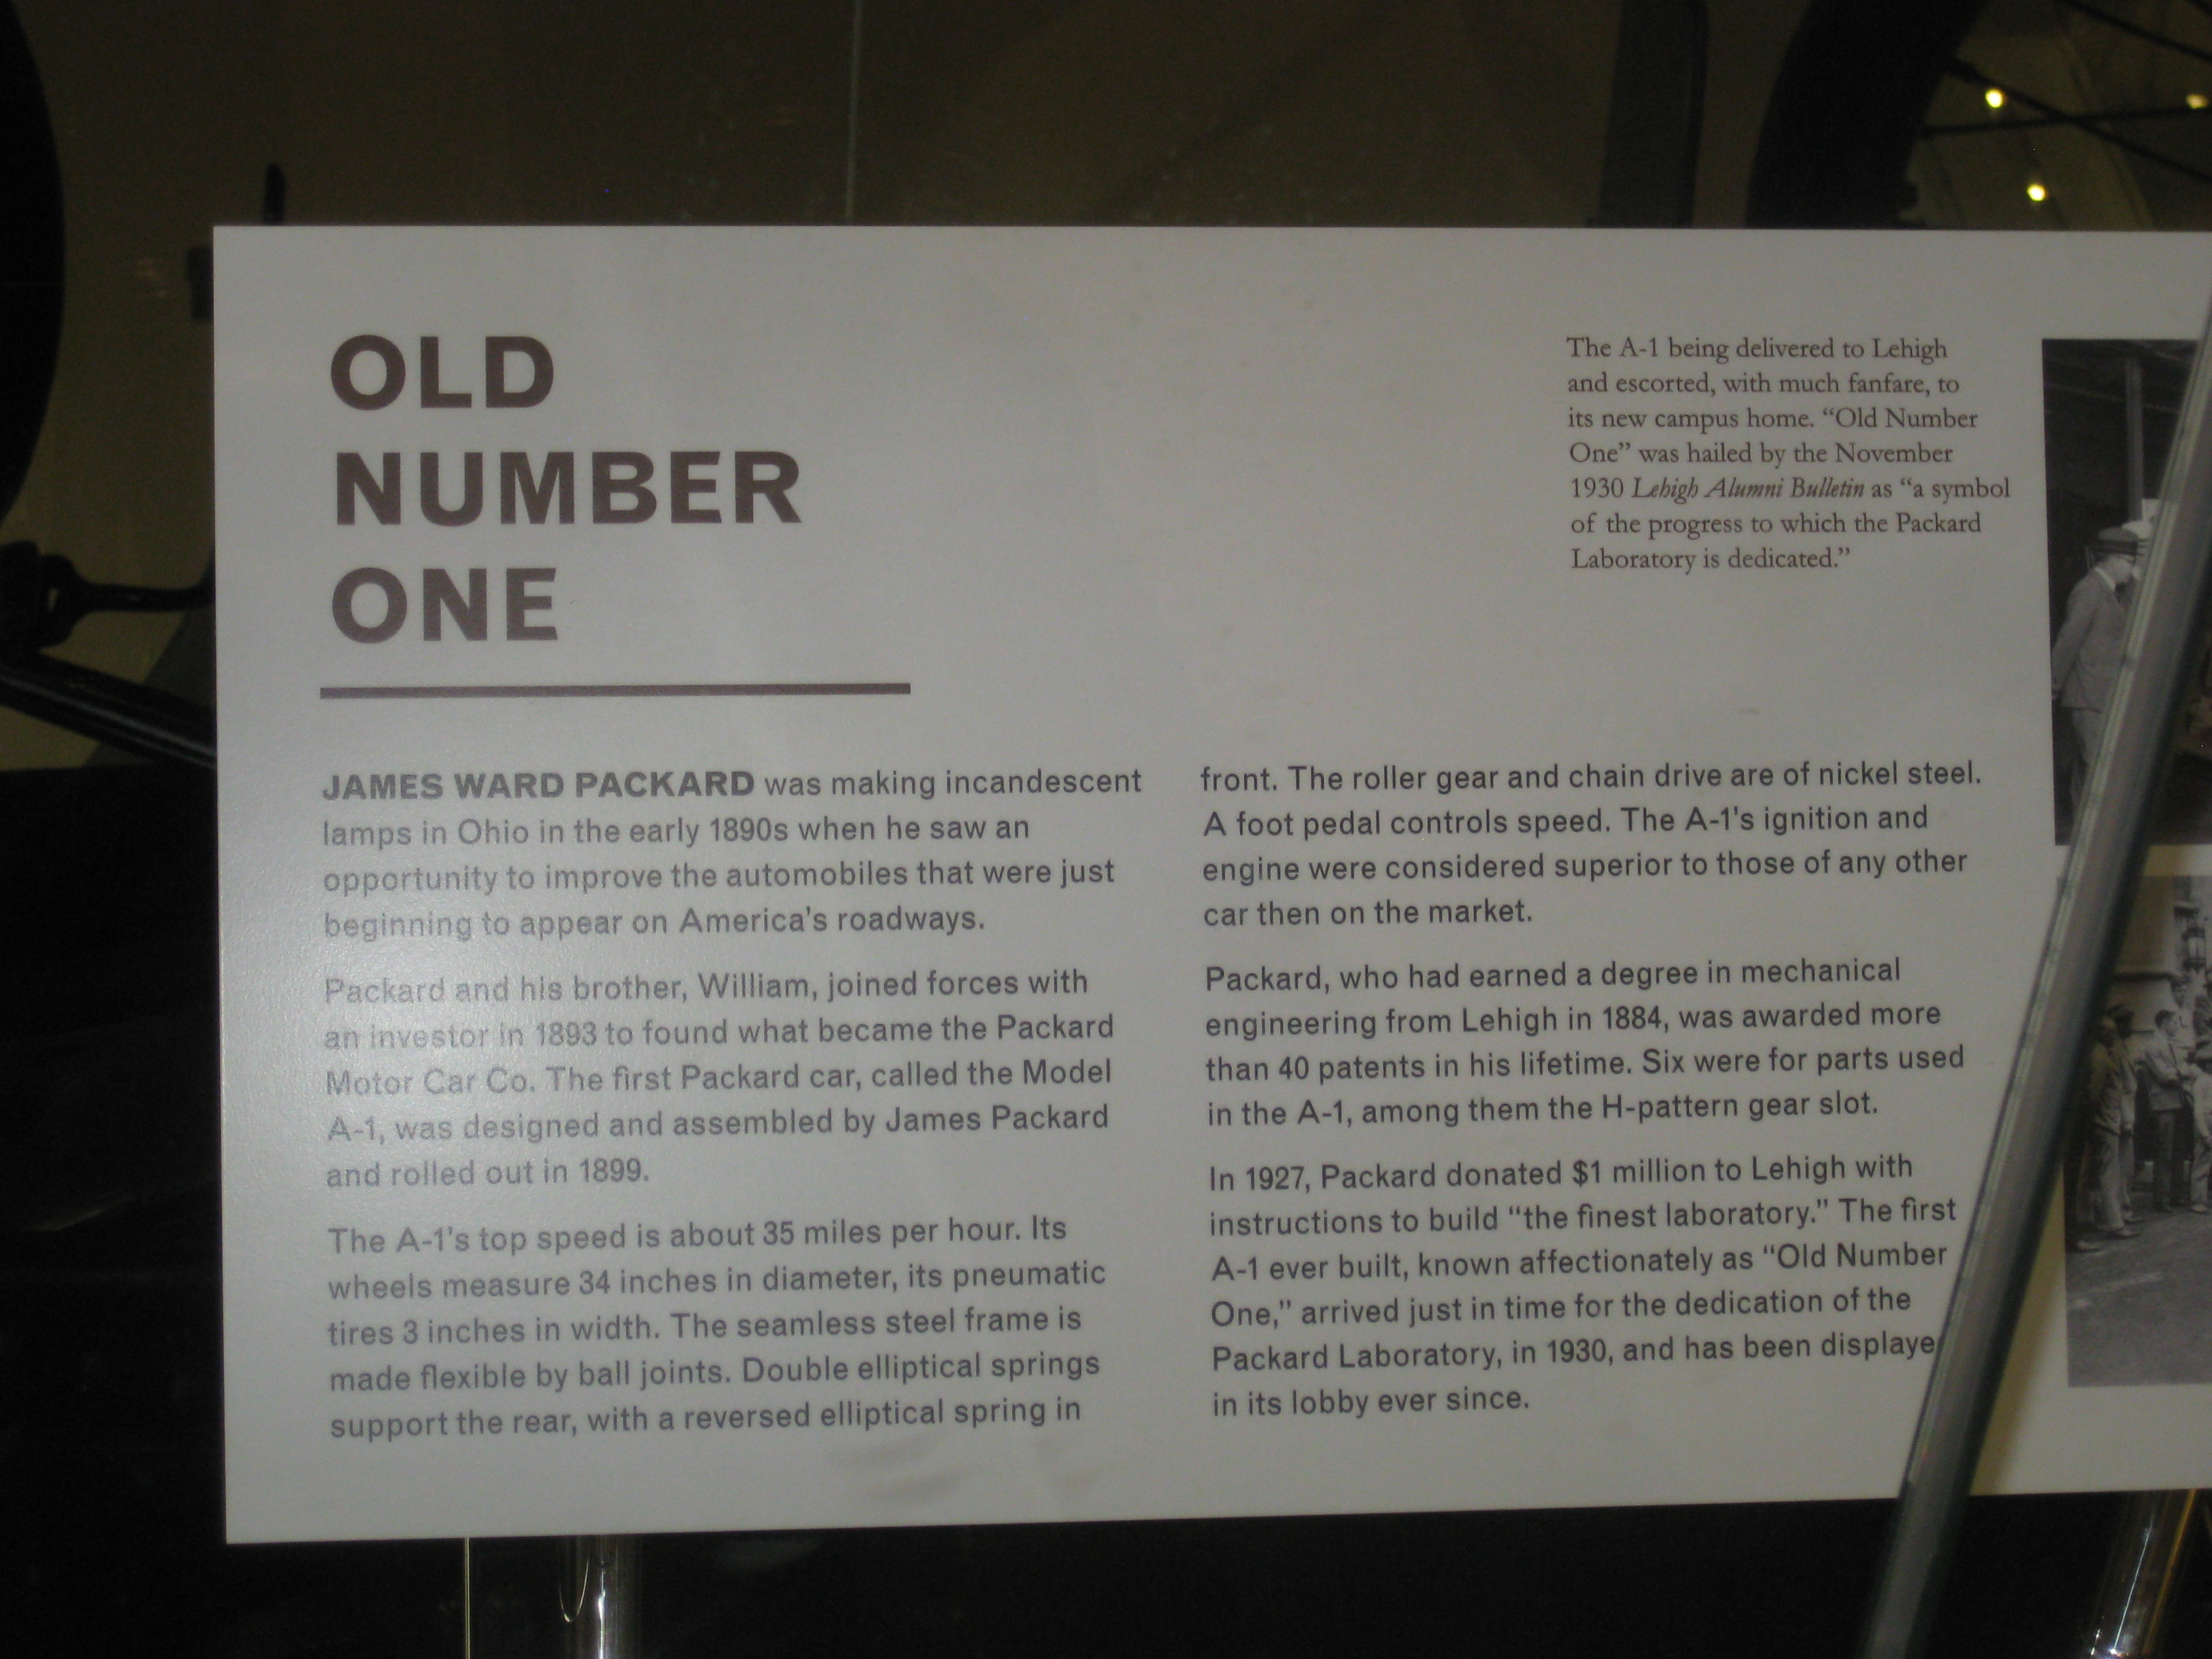 OLD
NUMBER
ONE
The A-1 being delivered to Lehigh
and escorted, with much fanfare, to
its new campus home. “Old Number
One” was hailed by the November
1930 Lehigh Alumni Bulletin as “a symbol
of the progress to which the Packard
Laboratory is dedicated.”
JAMES WARD PACKARD was making incandescent
lamps in Ohio in the early 1890s when he saw an
opportunity to improve the automobiles that were just
beginning to appear on America’s roadways.
Packard and his brother, William, joined forces with
an investor in 1893 to found what became the Packard
Motor Car Co. The first Packard car, called the Model
A-1, was designed and assembled by James Packard
and rolled out in 1899.
The A-1’s top speed is about 35 miles per hour. Its
wheels measure 34 inches in diameter, its pneumatic
tires 3 inches in width. The seamless steel frame is
made flexible by ball joints. Double elliptical springs
support the rear, with a reversed elliptical spring in
front. The roller gear and chain drive are of nickel steel.
A foot pedal controls speed. The A-1’s ignition and
engine were considered superior to those of any other
car then on the market.
Packard, who had earned a degree in mechanical
engineering from Lehigh in 1884, was awarded more
than 40 patents in his lifetime. Six were for parts used
in the A-1, among them the H-pattern gear slot.
In 1927, Packard donated $1 million to Lehigh with
instructions to build “the finest laboratory.” The first
A-1 ever built, known affectionately as “Old Number
One,” arrived just in time for the dedication of the
Packard Laboratory, in 1930, and has been displaye
in its lobby ever since.